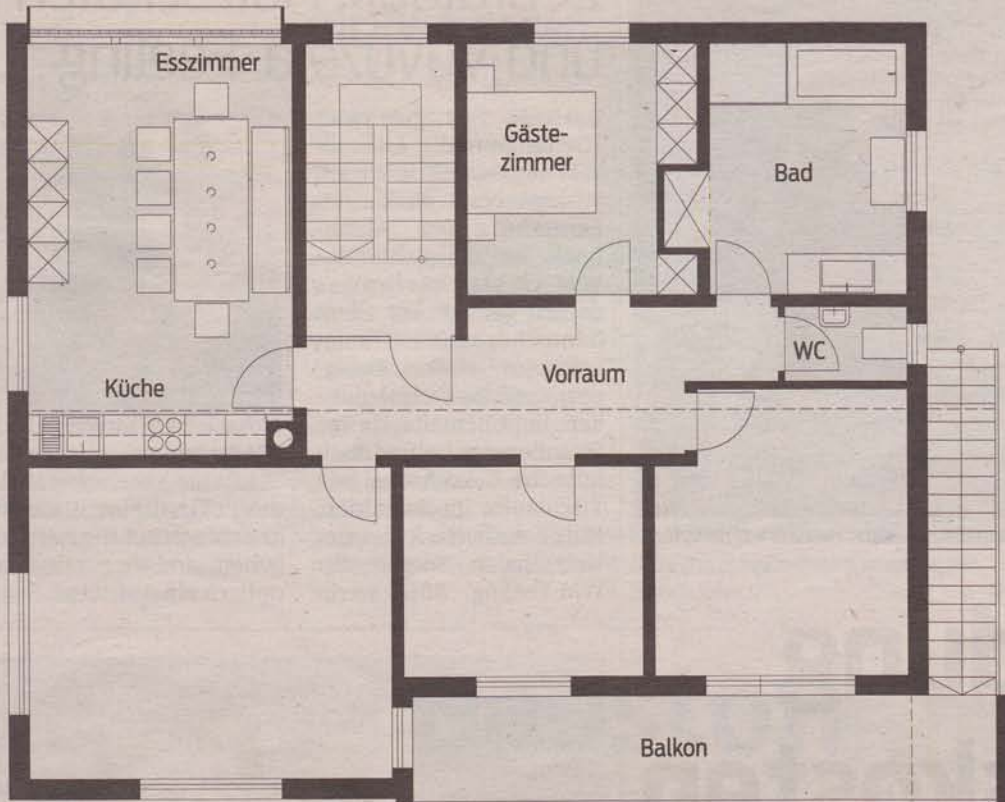 Esszimmer
Gäste-
zimmer
Bad
Küche
Vorraum
WC
Balkon